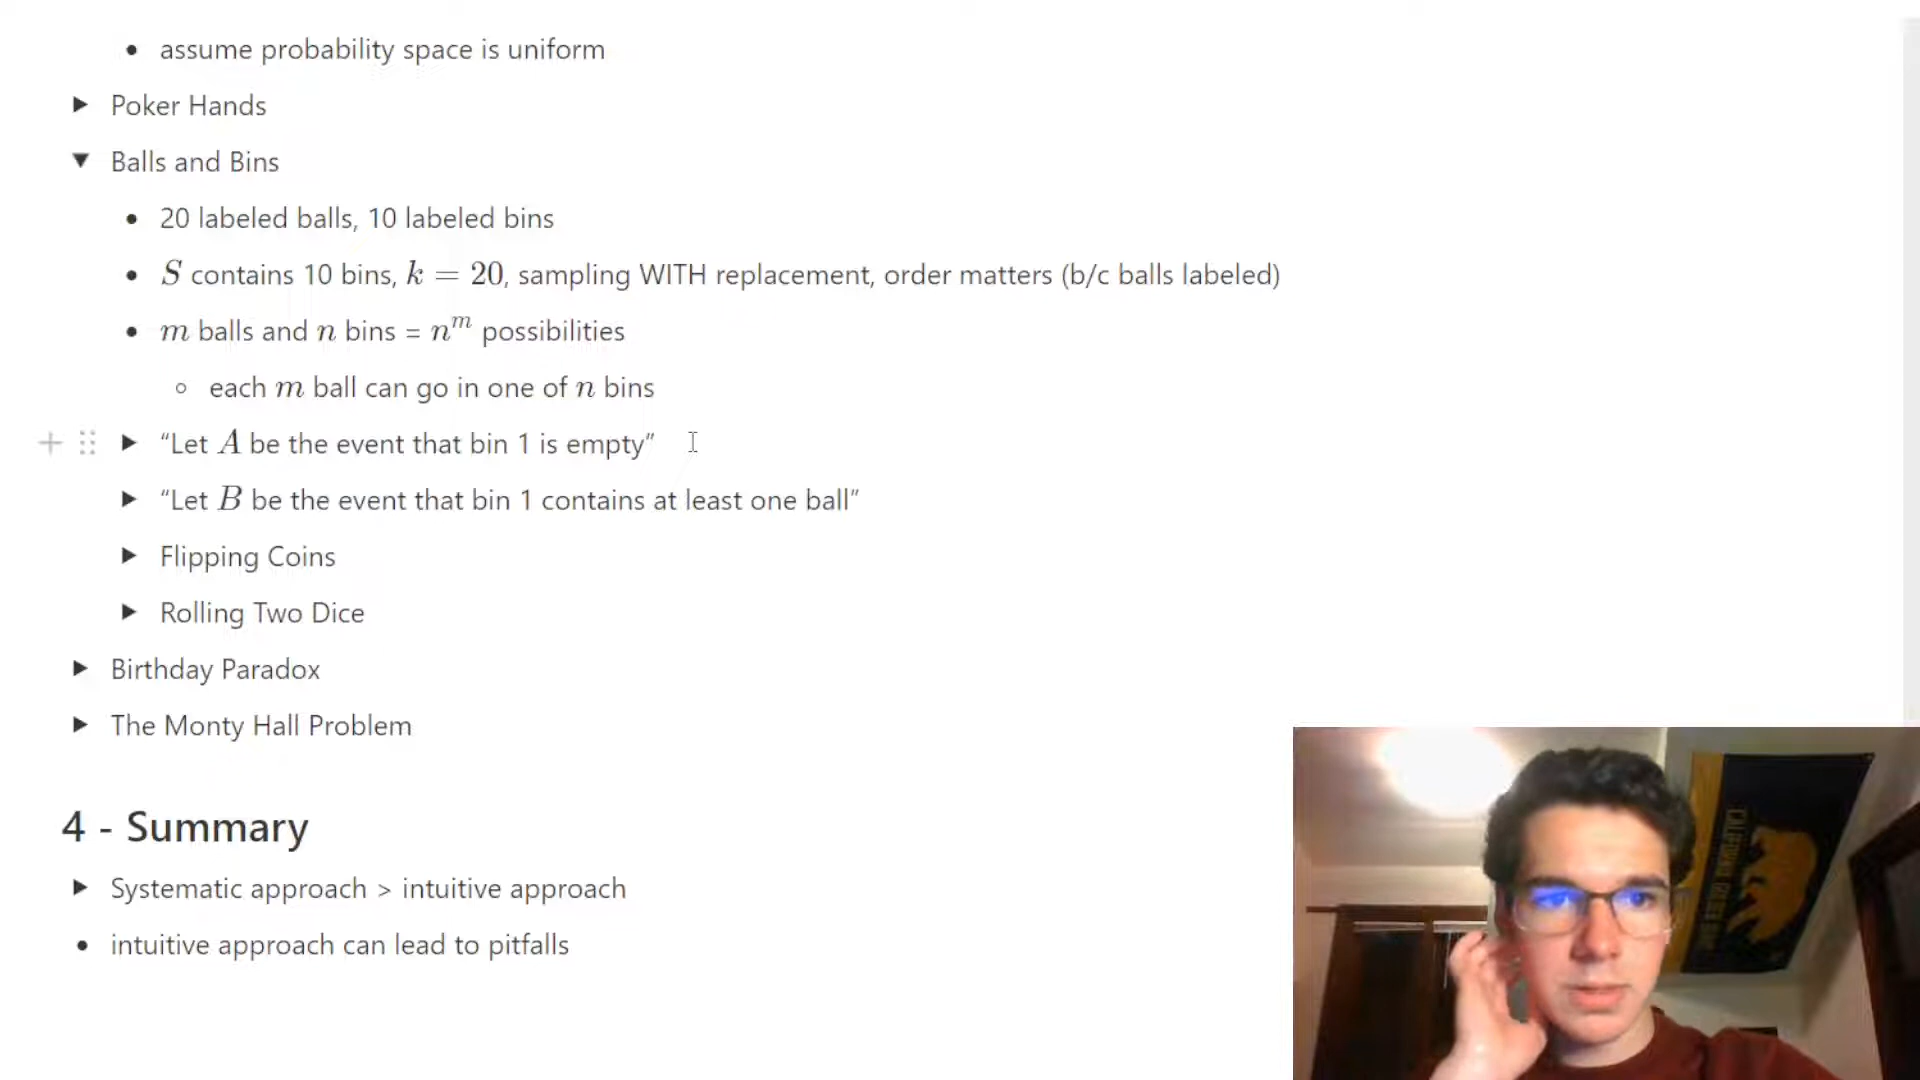 assume probability space is uniform
Poker Hands
Balls and Bins
20 labeled balls, 10 labeled bins
S contains 10 bins, k = 20, sampling WITH replacement, order matters (b/c balls labeled)
m balls and n bins = n^m possibilities
each m ball can go in one of n bins
“Let A be the event that bin 1 is empty”
“Let B be the event that bin 1 contains at least one ball”
Flipping Coins
Rolling Two Dice
Birthday Paradox
The Monty Hall Problem
4 - Summary
Systematic approach > intuitive approach
intuitive approach can lead to pitfalls